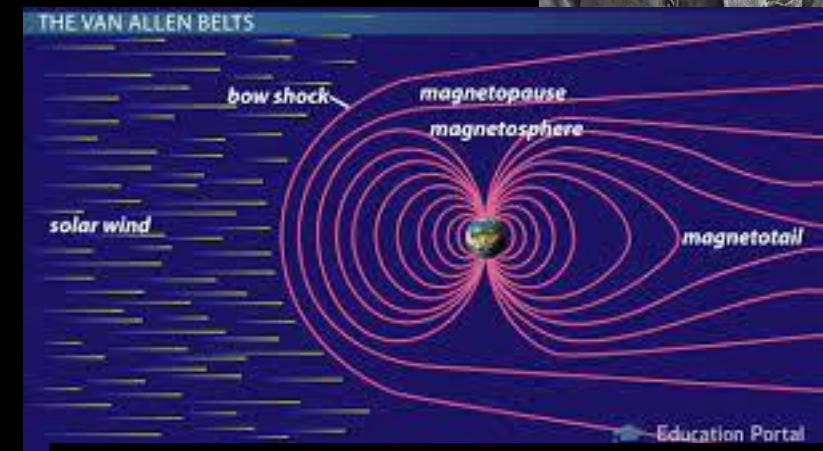 THE VAN ALLEN BELTS
bow shock
magnetopause
magnetosphere
solar wind
magnetotail
Education Portal